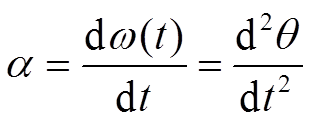 α = dω(t)/dt = d²θ/dt²